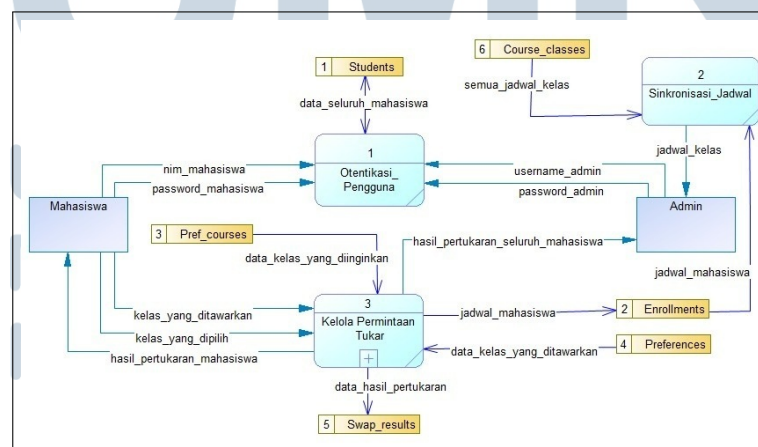 6 Course_classes
1 Students
2
Sinkronisasi_Jadwal
semua_jadwal_kelas
data_seluruh_mahasiswa
1
Otentikasi_
Pengguna
jadwal_kelas
nim_mahasiswa
username_admin
password_mahasiswa
password_admin
Mahasiswa
Admin
3 Pref_courses
hasil_pertukaran_seluruh_mahasiswa
data_kelas_yang_diinginkan
jadwal_mahasiswa
3
Kelola Permintaan
Tukar
kelas_yang_ditawarkan
jadwal_mahasiswa
2 Enrollments
kelas_yang_dipilih
hasil_pertukaran_mahasiswa
data_kelas_yang_ditawarkan
4 Preferences
data_hasil_pertukaran
5 Swap_results